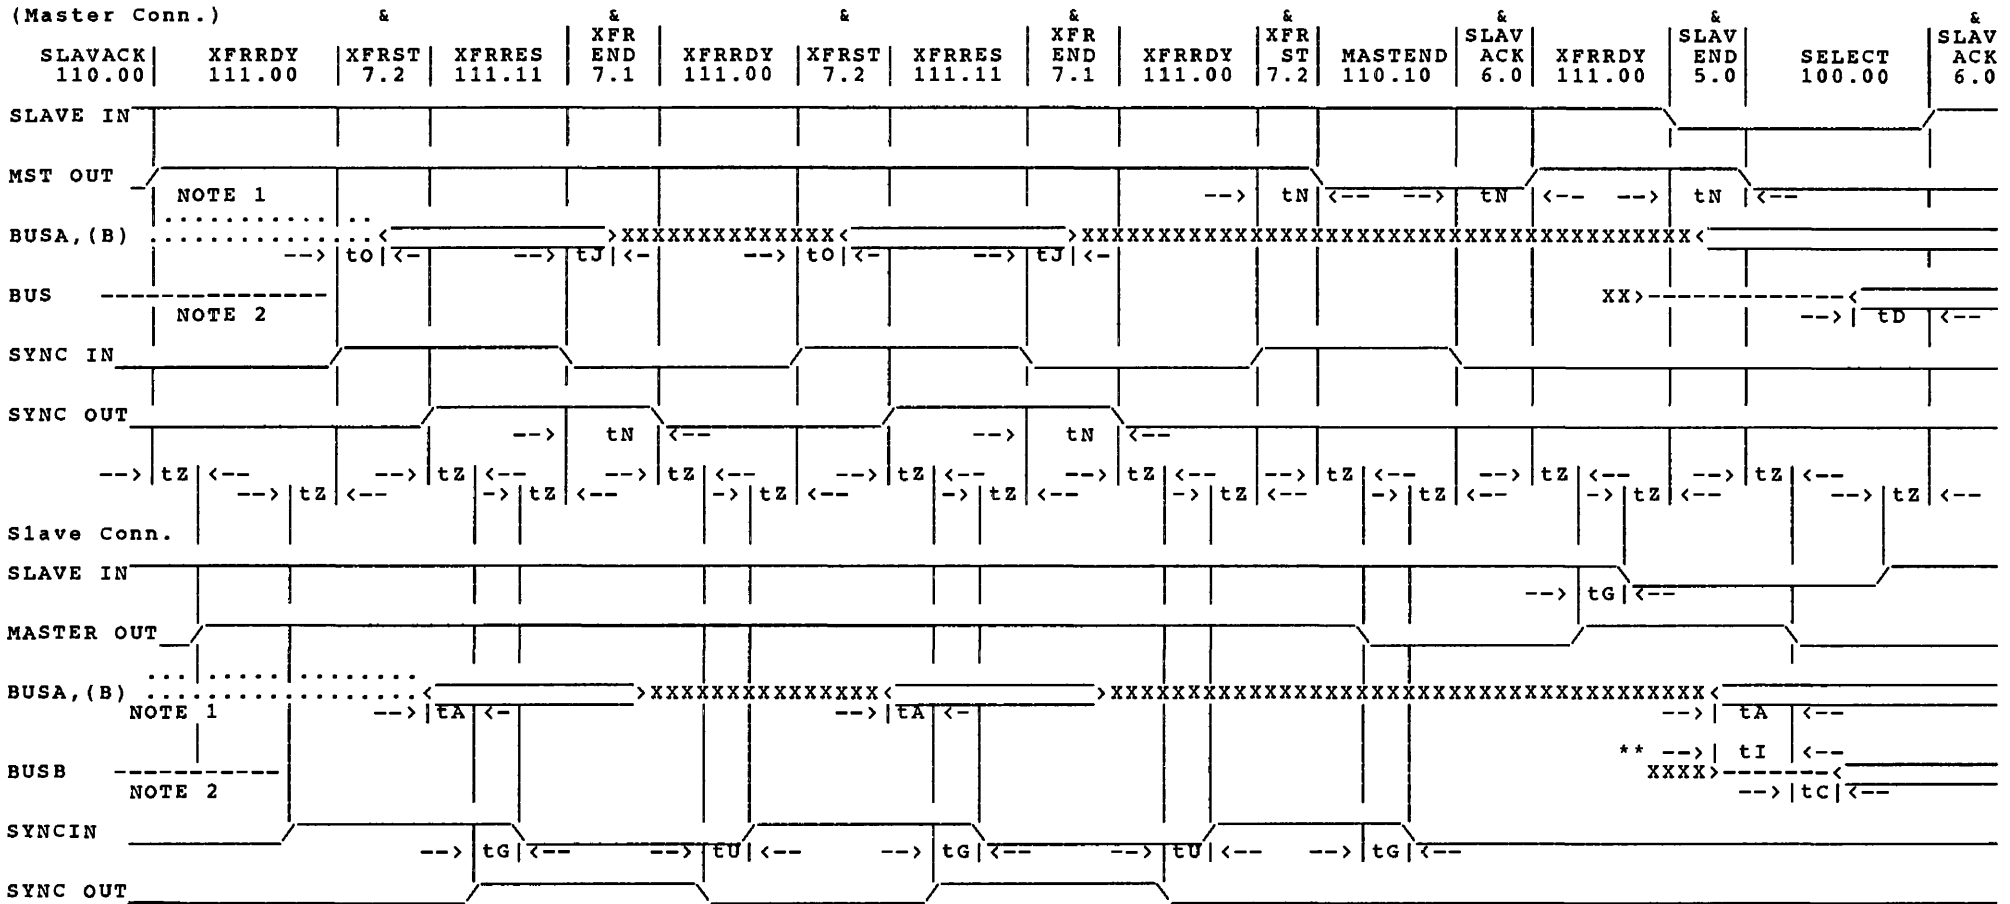 (Master Conn.) & & & & & & & &
XFR XFR XFR SLAV SLAV SLAV
SLAVACK XFRRDY XFRST XFRRES END XFRRDY XFRST XFRRES END XFRRDY ST MASTEND ACK XFRRDY END SELECT ACK
110.00 111.00 7.2 111.11 7.1 111.00 7.2 111.11 7.1 111.00 7.2 110.10 6.0 111.00 5.0 100.00 6.0
SLAVE IN
MST OUT
NOTE 1 --> tN <-- --> tN <-- --> tN <--
BUSA,(B) ............ <    >XXXXXXXXXXXXX<    >XXXXXXXXXXXXXXXXXXXXXXXXXXXXXXXXXXXXXXXX<
--> tO|<- --> tJ|<- --> tO|<- --> tJ|<-
BUS ------------------ XX>-----------<
NOTE 2 -->| tD |<--
SYNC IN
SYNC OUT
--> tN |<-- --> tN |<--
-->|tZ|<-- -->|tZ|<-- -->|tZ|<-- -->|tZ|<-- -->|tZ|<-- -->|tZ|<-- -->|tZ|<-- -->|tZ|<-- -->|tZ|<--
-->|tZ|<-- ->|tZ|<-- ->|tZ|<-- ->|tZ|<-- ->|tZ|<-- ->|tZ|<-- ->|tZ|<-- -->|tZ|<--
Slave Conn.
SLAVE IN
-->|tG|<--
MASTER OUT
BUSA,(B) ................ <    >XXXXXXXXXXXXXXX<    >XXXXXXXXXXXXXXXXXXXXXXXXXXXXXXXXXXXXXXX<
NOTE 1 -->|tA|<- -->|tA|<- -->| tA |<--
** -->| tI |<--
BUSB ------------- XXXX>--------<
NOTE 2 -->|tC|<--
SYNCIN
-->|tG|<-- -->|tU|<-- -->|tG|<-- -->|tU|<-- -->|tG|<--
SYNC OUT